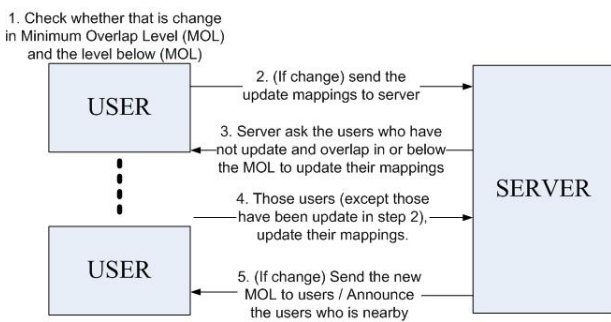 1. Check whether that is change
in Minimum Overlap Level (MOL)
and the level below (MOL)
USER
2. (If change) send the
update mappings to server
3. Server ask the users who have
not update and overlap in or below
the MOL to update their mappings
SERVER
4. Those users (except those
have been update in step 2),
update their mappings.
USER
5. (If change) Send the new
MOL to users / Announce
the users who is nearby